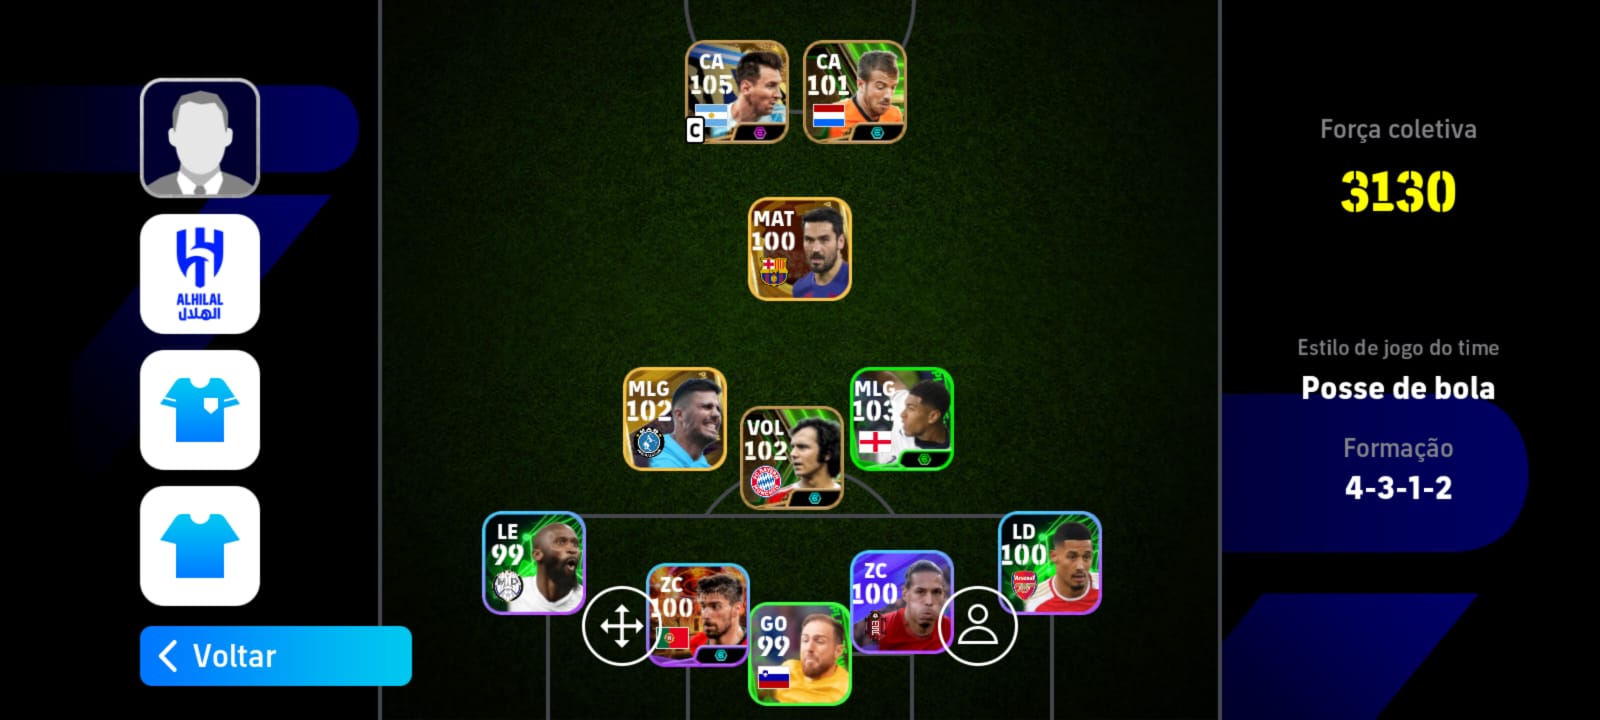 CA
105
C
CA
101
MAT
100
MLG
102
VOL
102
MLG
103
LE
99
ZC
100
GO
99
ZC
100
LD
100
Arsenal
ALHILAL
الهلال
Voltar
Força coletiva
3130
Estilo de jogo do time
Posse de bola
Formação
4-3-1-2